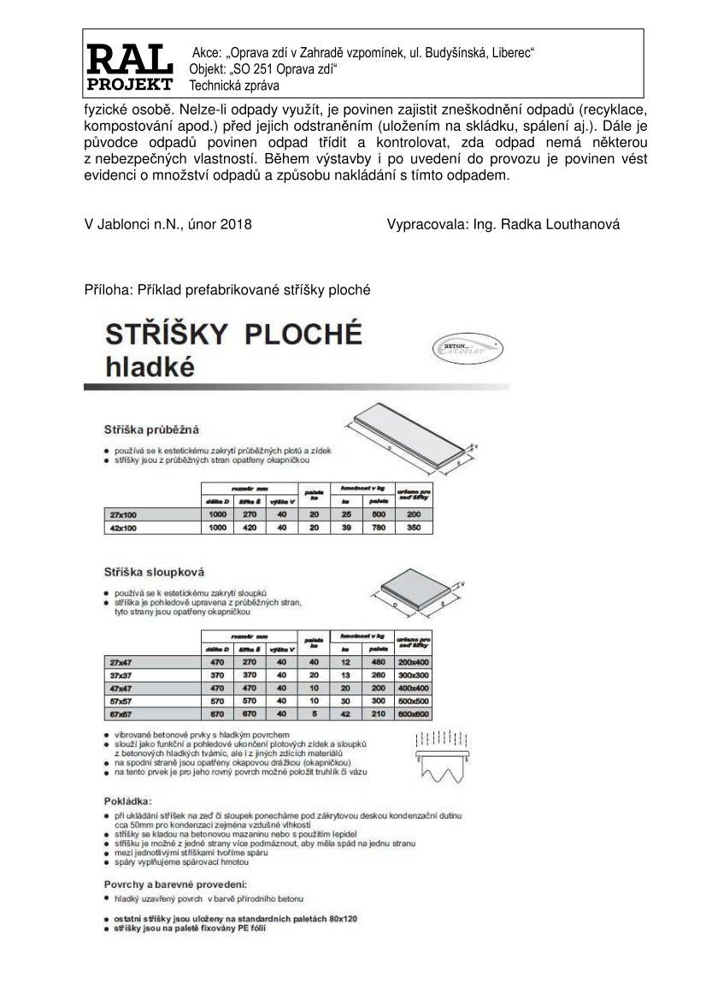 RAL
PROJEKT
Akce: „Oprava zdí v Zahradě vzpomínek, ul. Budyšínská, Liberec“
Objekt: „SO 251 Oprava zdí“
Technická zpráva
fyzické osobě. Nelze-li odpady využít, je povinen zajistit zneškodnění odpadů (recyklace,
kompostování apod.) před jejich odstraněním (uložením na skládku, spálení aj.). Dále je
původce odpadů povinen odpad třídit a kontrolovat, zda odpad nemá některou
z nebezpečných vlastností. Během výstavby i po uvedení do provozu je povinen vést
evidenci o množství odpadů a způsobu nakládání s tímto odpadem.
V Jablonci n.N., únor 2018 Vypracovala: Ing. Radka Louthanová
Příloha: Příklad prefabrikované stříšky ploché
STŘÍŠKY PLOCHÉ
hladké
BETON
Stříška průběžná
● používá se k estetickému zakrytí průběžných plotů a zídek
● stříšky jsou z průběžných stran opatřeny okapničkou
D Š V
rozměr mm paleta ks hmotnost v kg určeno pro zeď šířky
délka D šířka Š výška V ks paleta
27x100 1000 270 40 20 25 500 200
42x100 1000 420 40 20 39 780 350
Stříška sloupková
● používá se k estetickému zakrytí sloupků
● stříška je pohledově upravena z průběžných stran,
tyto strany jsou opatřeny okapničkou
D Š V
rozměr mm paleta ks hmotnost v kg určeno pro zeď šířky
délka D šířka Š výška V ks paleta
27x47 470 270 40 40 12 480 200x400
37x37 370 370 40 20 13 260 300x300
47x47 470 470 40 10 20 200 400x400
57x57 570 570 40 10 30 300 500x500
67x67 670 670 40 5 42 210 600x600
● vibrované betonové prvky s hladkým povrchem
● slouží jako funkční a pohledové ukončení plotových zídek a sloupků
z betonových hladkých tvárnic, ale i z jiných zdících materiálů
● na spodní straně jsou opatřeny okapovou drážkou (okapničkou)
● na tento prvek je pro jeho rovný povrch možné položit truhlík či vázu
Pokládka:
● při ukládání stříšek na zeď či sloupek ponecháme pod zákrytovou deskou kondenzační dutinu
cca 50mm pro kondenzaci zejména vzdušné vlhkosti
● stříšky se kladou na betonovou mazaninu nebo s použitím lepidel
● stříšku je možné z jedné strany více podmáznout, aby měla spád na jednu stranu
● mezi jednotlivými stříškami tvoříme spáru
● spáry vyplňujeme spárovací hmotou
Povrchy a barevné provedení:
● hladký uzavřený povrch v barvě přírodního betonu
● ostatní stříšky jsou uloženy na standardních paletách 80x120
● stříšky jsou na paletě fixovány PE fólií